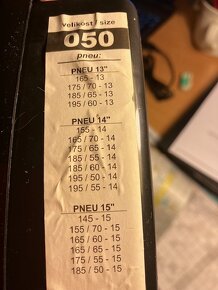 Velikost / size
050
pneu:
PNEU 13"
165 - 13
175 / 70 - 13
185 / 65 - 13
195 / 60 - 13
PNEU 14"
155 - 14
165 / 70 - 14
175 / 65 - 14
185 / 60 - 14
185 / 55 - 14
195 / 50 - 14
195 / 55 - 14
PNEU 15"
145 - 15
155 / 70 - 15
165 / 60 - 15
165 / 65 - 15
175 / 55 - 15
185 / 50 - 15